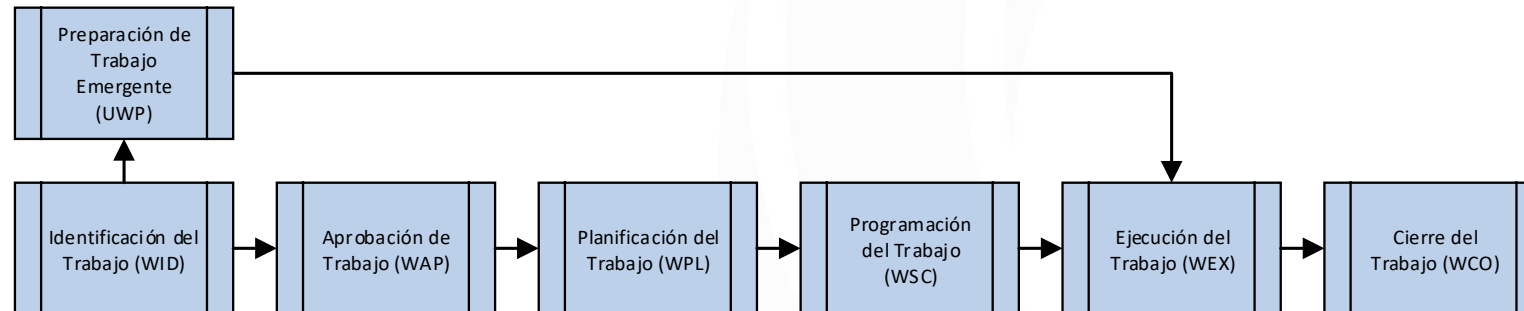 Preparación de
Trabajo
Emergente
(UWP)
Identificación del
Trabajo (WID)
Aprobación de
Trabajo (WAP)
Planificación del
Trabajo (WPL)
Programación
del Trabajo
(WSC)
Ejecución del
Trabajo (WEX)
Cierre del
Trabajo (WCO)